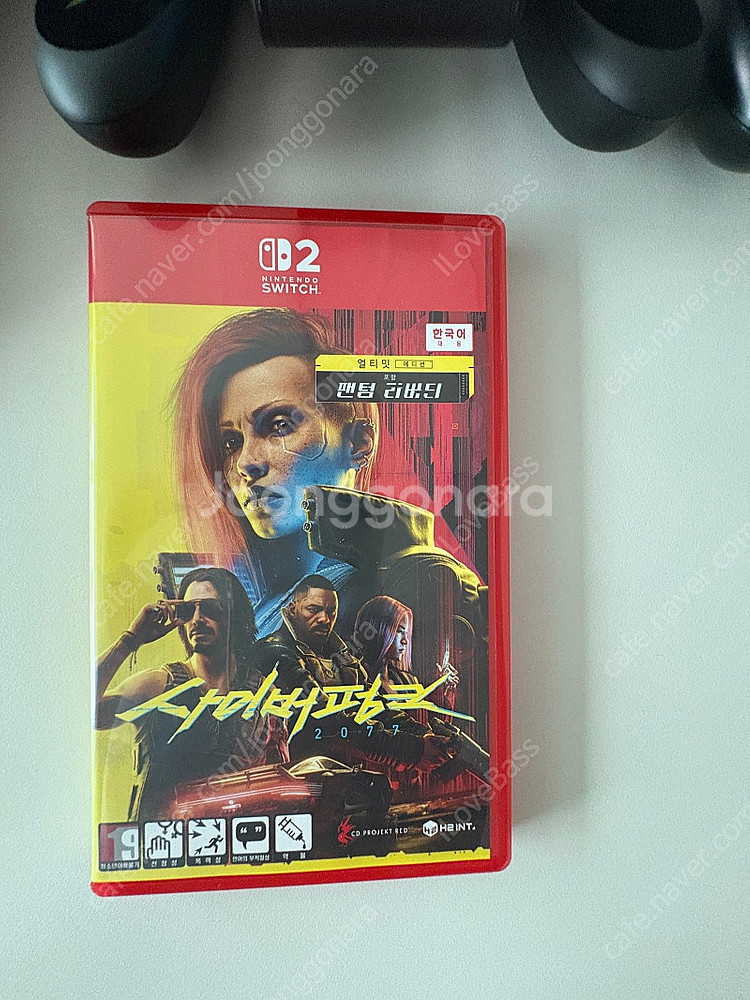 2
NINTENDO
SWITCH
한국어
대응
얼티밋 에디션
포함
팬텀 리버티
사이버펑크
2077
19
청소년이용불가
선정성
폭력성
언어의 부적절성
약물
CD PROJEKT RED
H2 INT.
Joonggonara
cafe.naver.com/joonggonara
ILoveBass